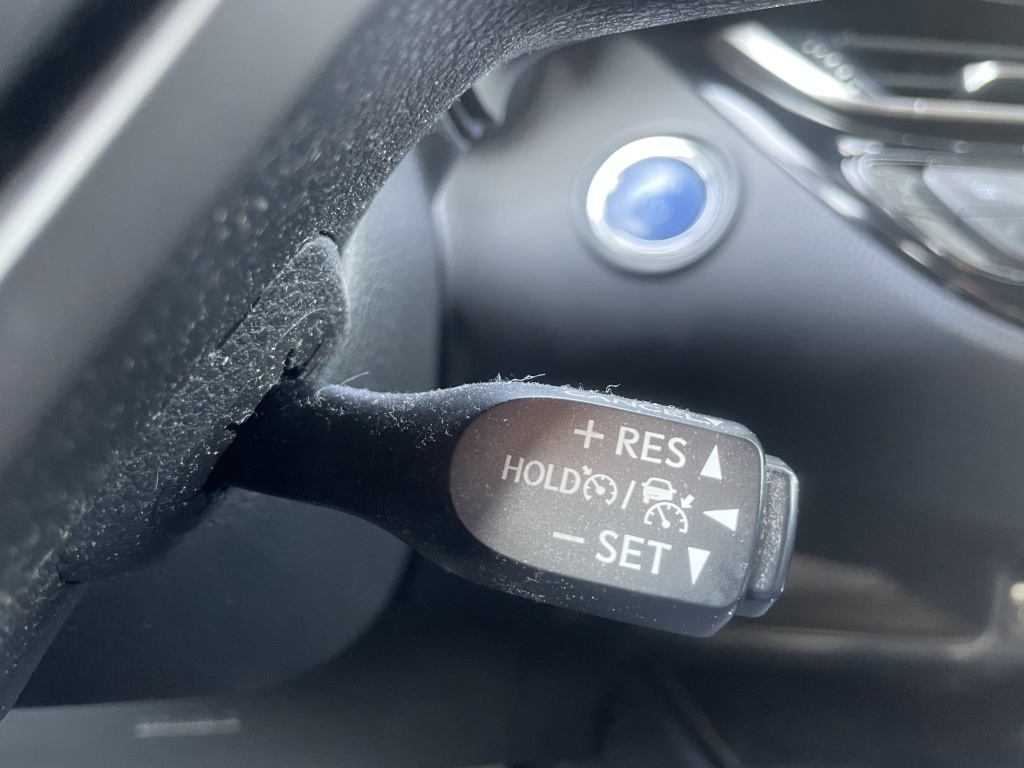 + RES
HOLD /
− SET